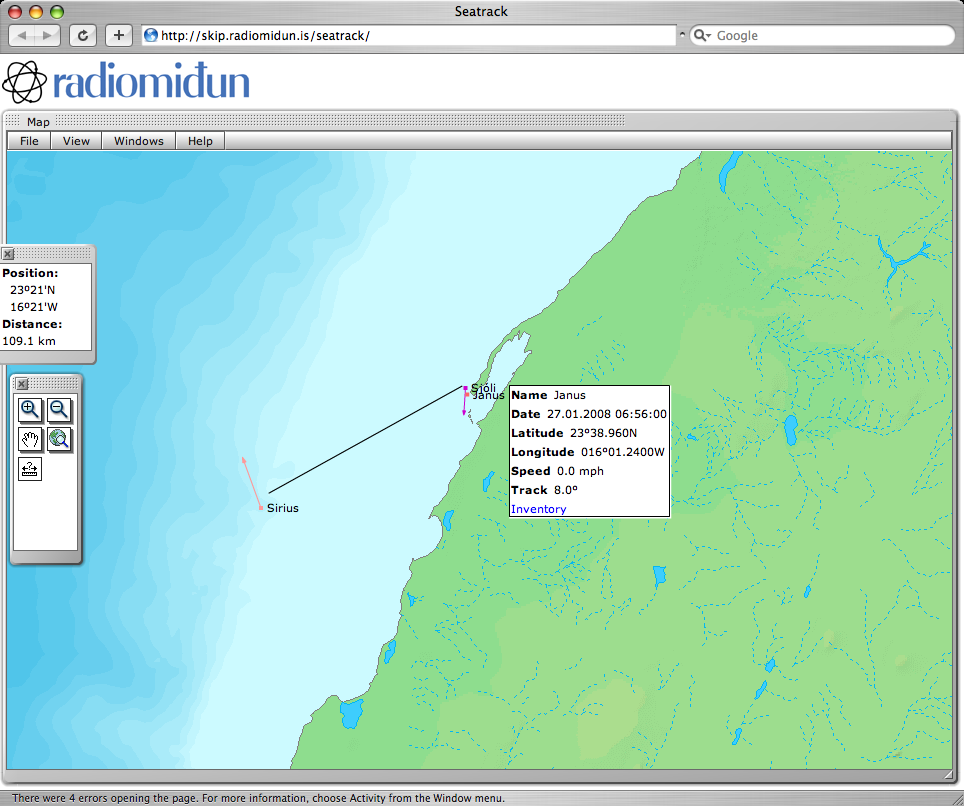 Seatrack
http://skip.radiomidun.is/seatrack/
Google
radiomiđun
Map
File View Windows Help
Position:
23º21'N
16º21'W
Distance:
109.1 km
Sjóli
Janus
Sirius
Name Janus
Date 27.01.2008 06:56:00
Latitude 23º38.960N
Longitude 016º01.2400W
Speed 0.0 mph
Track 8.0º
Inventory
There were 4 errors opening the page. For more information, choose Activity from the Window menu.